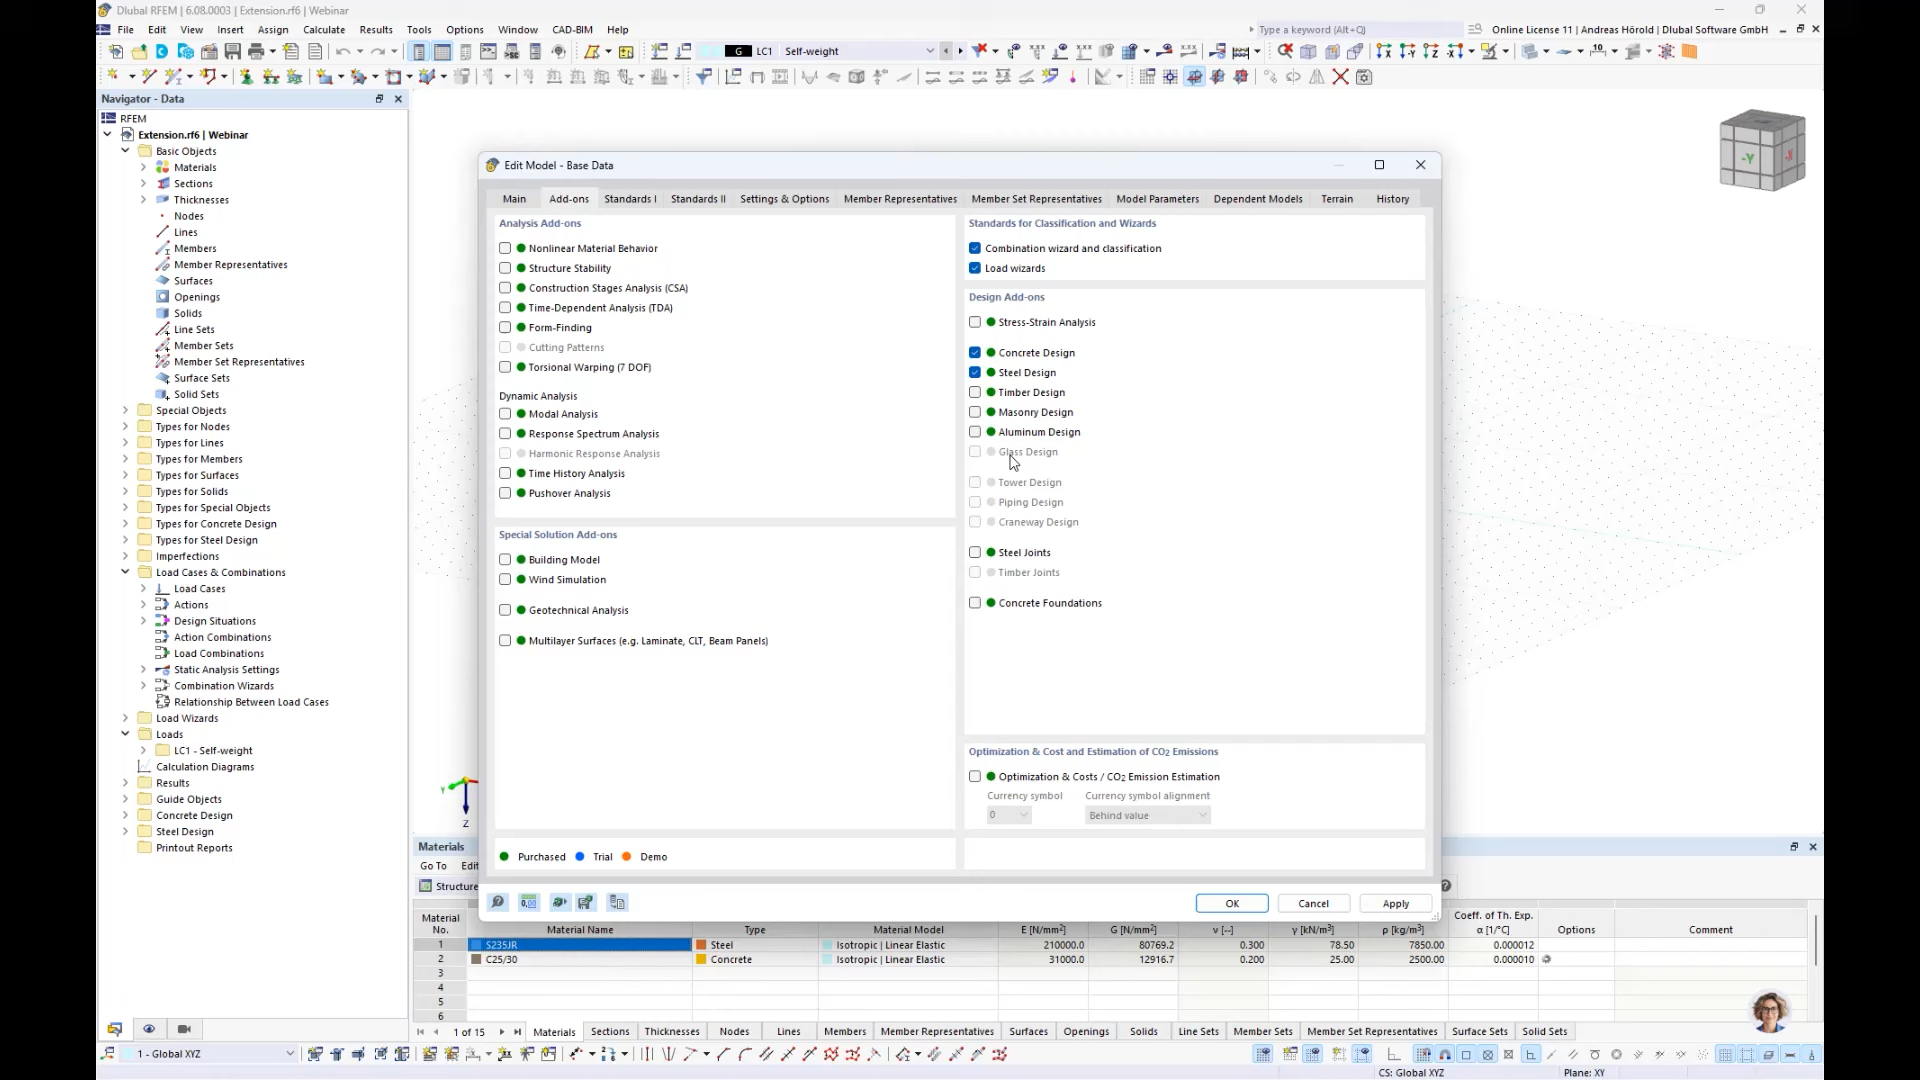 Dlubal RFEM | 6.08.0003 | Extension.rf6 | Webinar
File Edit View Insert Assign Calculate Results Tools Options Window CAD-BIM Help
Type a keyword (Alt+Q)
Online License 11 | Andreas Hörold | Dlubal Software GmbH
G LC1 Self-weight
Navigator - Data
RFEM
Extension.rf6 | Webinar
Basic Objects
Materials
Sections
Thicknesses
Nodes
Lines
Members
Member Representatives
Surfaces
Openings
Solids
Line Sets
Member Sets
Member Set Representatives
Surface Sets
Solid Sets
Special Objects
Types for Nodes
Types for Lines
Types for Members
Types for Surfaces
Types for Solids
Types for Special Objects
Types for Concrete Design
Types for Steel Design
Imperfections
Load Cases & Combinations
Load Cases
Actions
Design Situations
Action Combinations
Load Combinations
Static Analysis Settings
Combination Wizards
Relationship Between Load Cases
Load Wizards
Loads
LC1 - Self-weight
Calculation Diagrams
Results
Guide Objects
Concrete Design
Steel Design
Printout Reports
-Y
-X
Edit Model - Base Data
Main Add-ons Standards I Standards II Settings & Options Member Representatives Member Set Representatives Model Parameters Dependent Models Terrain History
Analysis Add-ons
Nonlinear Material Behavior
Structure Stability
Construction Stages Analysis (CSA)
Time-Dependent Analysis (TDA)
Form-Finding
Cutting Patterns
Torsional Warping (7 DOF)
Dynamic Analysis
Modal Analysis
Response Spectrum Analysis
Harmonic Response Analysis
Time History Analysis
Pushover Analysis
Special Solution Add-ons
Building Model
Wind Simulation
Geotechnical Analysis
Multilayer Surfaces (e.g. Laminate, CLT, Beam Panels)
Purchased Trial Demo
Standards for Classification and Wizards
Combination wizard and classification
Load wizards
Design Add-ons
Stress-Strain Analysis
Concrete Design
Steel Design
Timber Design
Masonry Design
Aluminum Design
Glass Design
Tower Design
Piping Design
Craneway Design
Steel Joints
Timber Joints
Concrete Foundations
Optimization & Cost and Estimation of CO2 Emissions
Optimization & Costs / CO2 Emission Estimation
Currency symbol Currency symbol alignment
0 Behind value
OK Cancel Apply
Y
Z
Materials
Go To Edi
Structure
Material No. Material Name Type Material Model E [N/mm²] G [N/mm²] ν [--] γ [kN/m³] ρ [kg/m³] Coeff. of Th. Exp. α [1/°C] Options Comment
1 S235JR Steel Isotropic | Linear Elastic 210000.0 80769.2 0.300 78.50 7850.00 0.000012
2 C25/30 Concrete Isotropic | Linear Elastic 31000.0 12916.7 0.200 25.00 2500.00 0.000010
3
4
5
6
1 of 15 Materials Sections Thicknesses Nodes Lines Members Member Representatives Surfaces Openings Solids Line Sets Member Sets Member Set Representatives Surface Sets Solid Sets
1 - Global XYZ
CS: Global XYZ Plane: XY